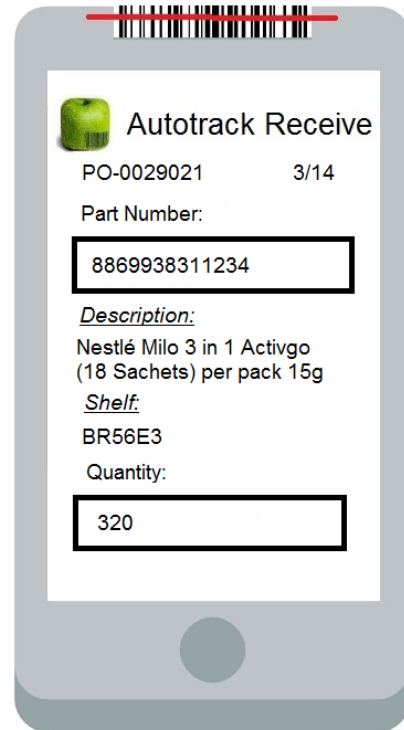 Autotrack Receive
PO-0029021 3/14
Part Number:
8869938311234
Description:
Nestlé Milo 3 in 1 Activgo
(18 Sachets) per pack 15g
Shelf:
BR56E3
Quantity:
320